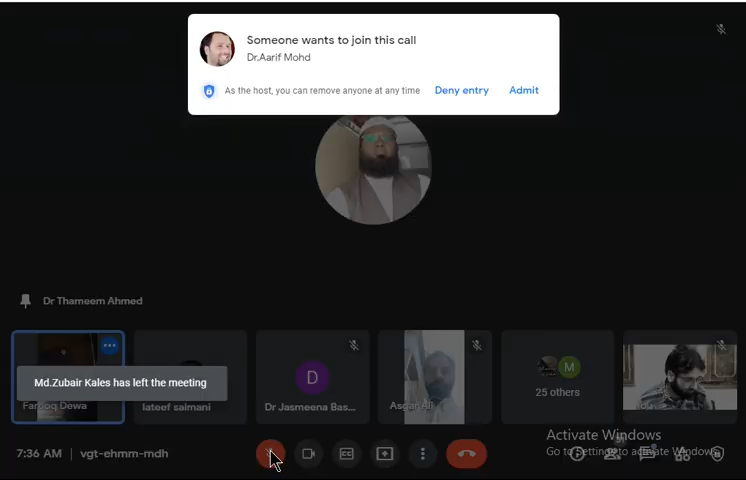 Someone wants to join this call
Dr.Aarif Mohd
As the host, you can remove anyone at any time
Deny entry
Admit
Dr Thameem Ahmed
Md.Zubair Kales has left the meeting
Farooq Dewa
lateef salmani
D
Dr Jasmeena Bas...
Asgar Ali
M
25 others
7:36 AM | vgt-ehmm-mdh
CC
Activate Windows
Go to Settings to activate Windows.